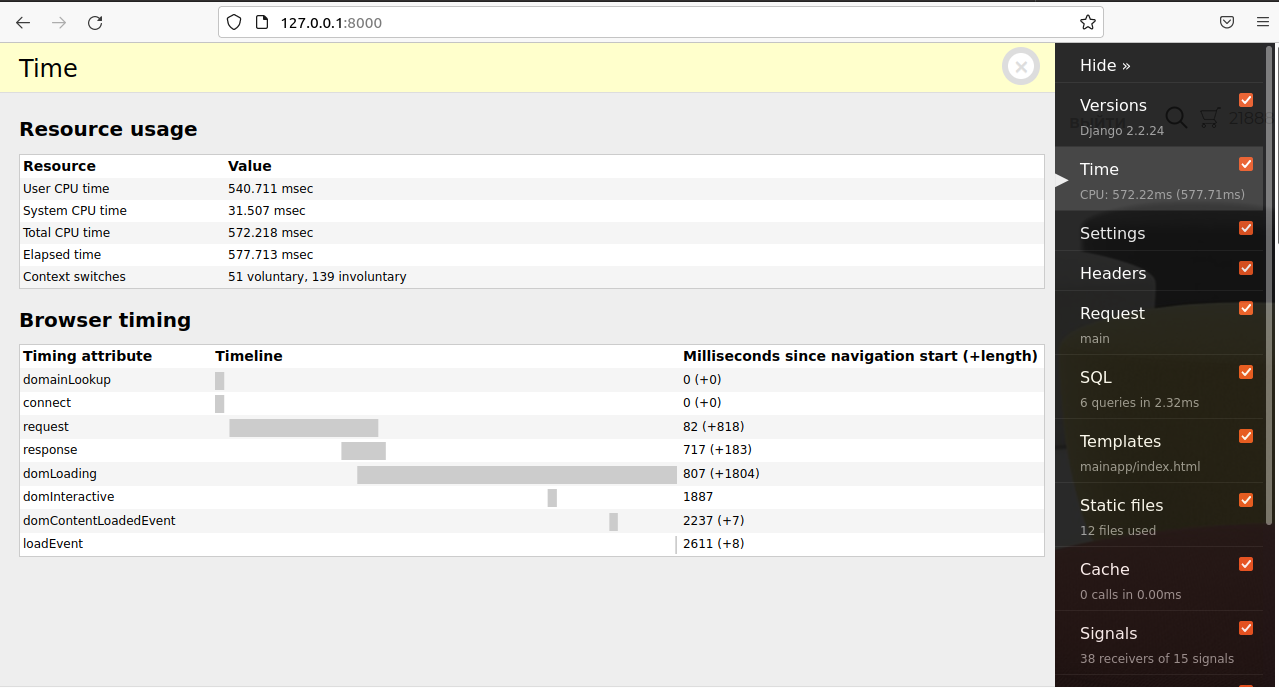 127.0.0.1:8000
Time
Resource usage
Resource Value
User CPU time 540.711 msec
System CPU time 31.507 msec
Total CPU time 572.218 msec
Elapsed time 577.713 msec
Context switches 51 voluntary, 139 involuntary
Browser timing
Timing attribute Timeline Milliseconds since navigation start (+length)
domainLookup 0 (+0)
connect 0 (+0)
request 82 (+818)
response 717 (+183)
domLoading 807 (+1804)
domInteractive 1887
domContentLoadedEvent 2237 (+7)
loadEvent 2611 (+8)
Hide »
Versions
ВЫЙТИ
Django 2.2.24
Time
CPU: 572.22ms (577.71ms)
Settings
Headers
Request
main
SQL
6 queries in 2.32ms
Templates
mainapp/index.html
Static files
12 files used
Cache
0 calls in 0.00ms
Signals
38 receivers of 15 signals